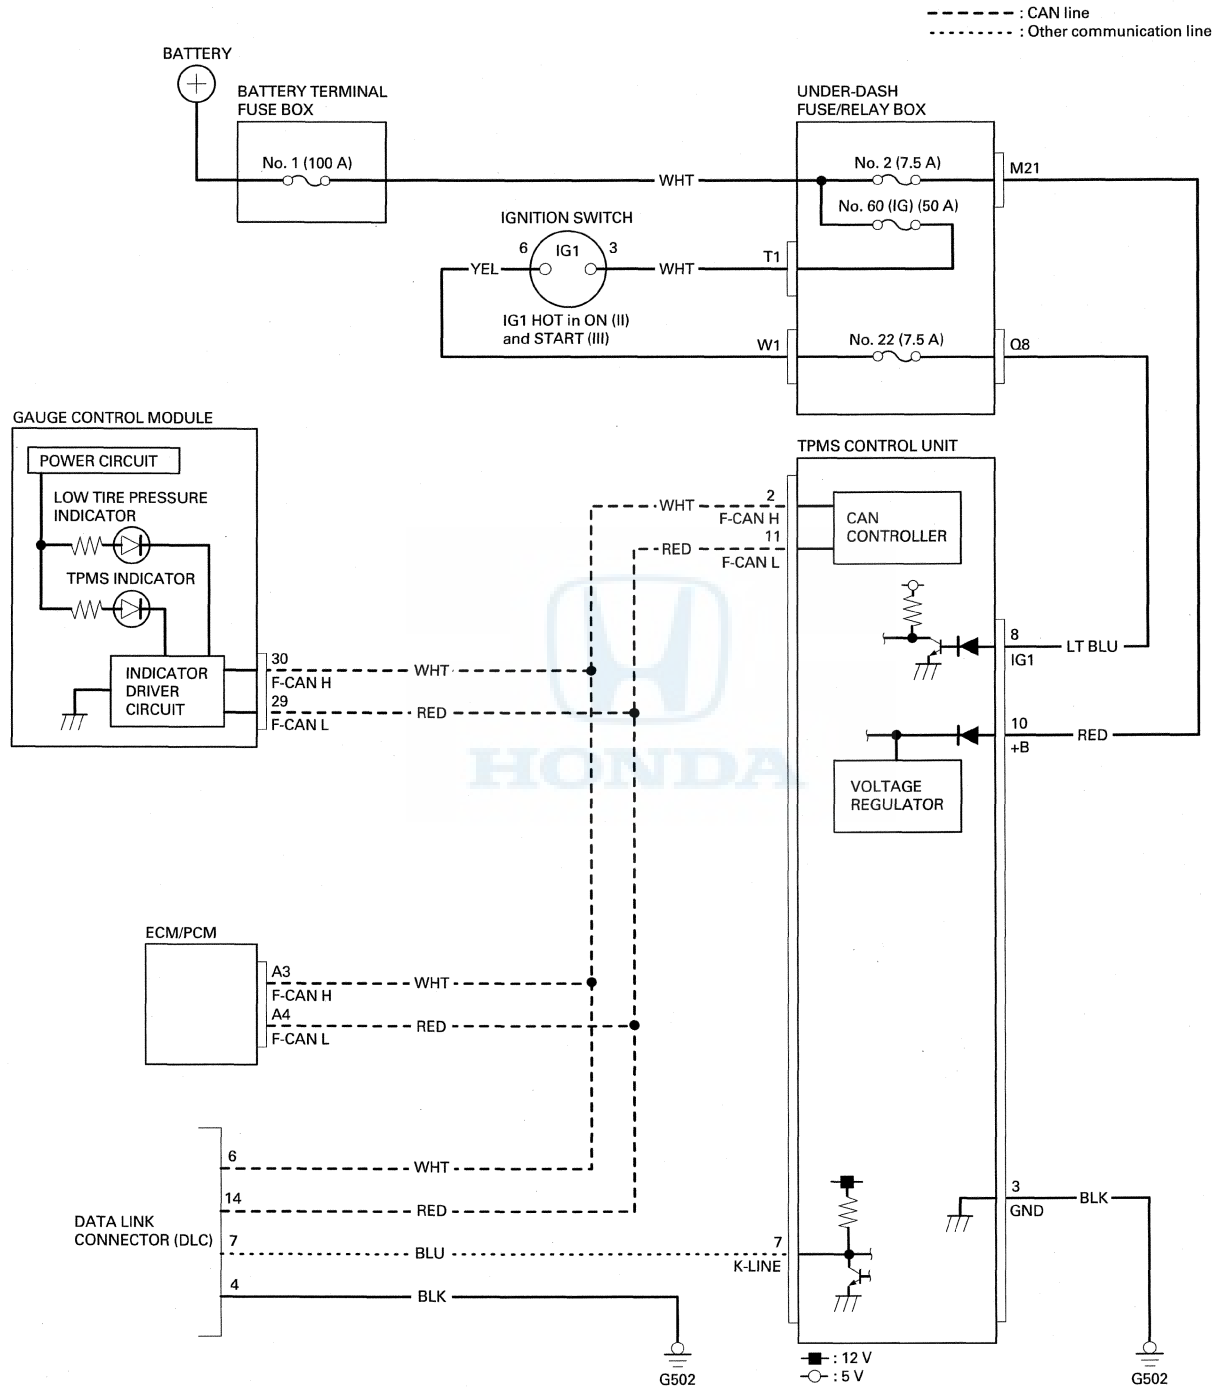 : CAN line
: Other communication line
BATTERY
BATTERY TERMINAL
FUSE BOX
No. 1 (100 A)
WHT
UNDER-DASH
FUSE/RELAY BOX
No. 2 (7.5 A)
M21
No. 60 (IG) (50 A)
IGNITION SWITCH
6
IG1
3
YEL
WHT
T1
IG1 HOT in ON (II)
and START (III)
W1
No. 22 (7.5 A)
Q8
GAUGE CONTROL MODULE
POWER CIRCUIT
LOW TIRE PRESSURE
INDICATOR
TPMS INDICATOR
INDICATOR
DRIVER
CIRCUIT
30
F-CAN H
WHT
29
F-CAN L
RED
TPMS CONTROL UNIT
WHT
2
F-CAN H
RED
11
F-CAN L
CAN
CONTROLLER
8
IG1
LT BLU
10
+B
RED
VOLTAGE
REGULATOR
HONDA
ECM/PCM
A3
F-CAN H
WHT
A4
F-CAN L
RED
DATA LINK
CONNECTOR (DLC)
6
WHT
14
RED
7
BLU
7
K-LINE
4
BLK
G502
3
GND
BLK
G502
: 12 V
: 5 V